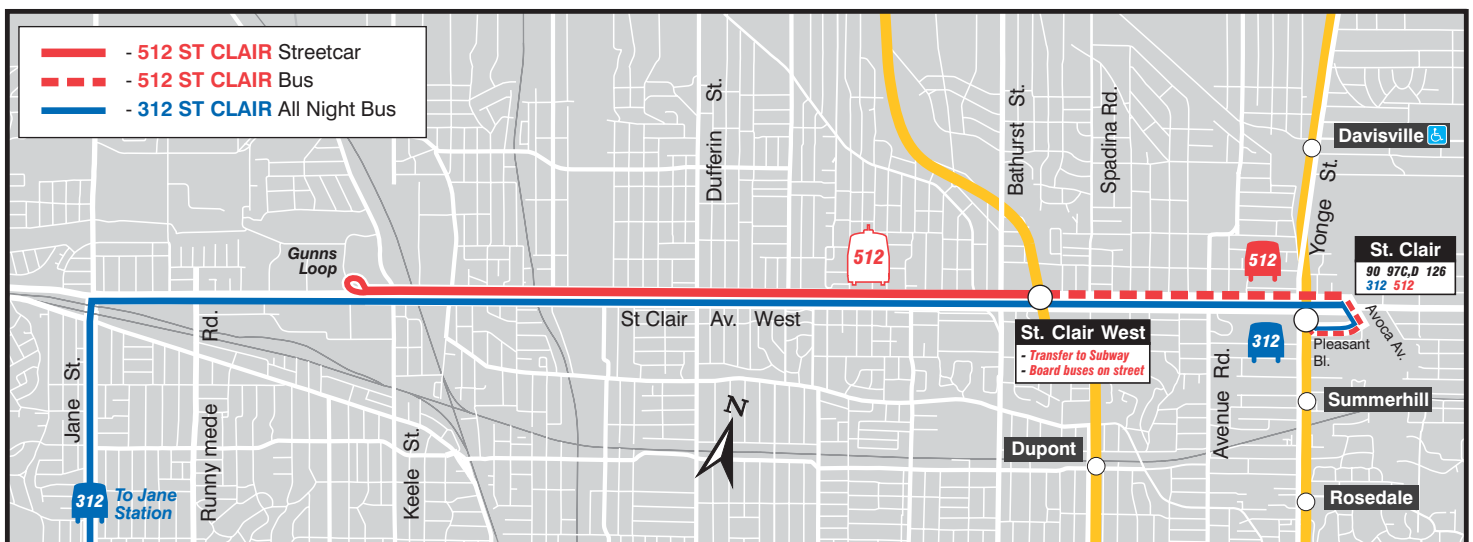 - 512 ST CLAIR Streetcar
- 512 ST CLAIR Bus
- 312 ST CLAIR All Night Bus
Dufferin St.
Bathurst St.
Spadina Rd.
Davisville
Yonge St.
Gunns
Loop
512
512
St. Clair
90 97C,D 126
312 512
St Clair Av. West
St. Clair West
- Transfer to Subway
- Board buses on street
312
Pleasant
Bl.
Avoca Av.
Jane St.
Runny mede Rd.
Keele St.
N
Avenue Rd.
Summerhill
Dupont
Rosedale
312
To Jane
Station